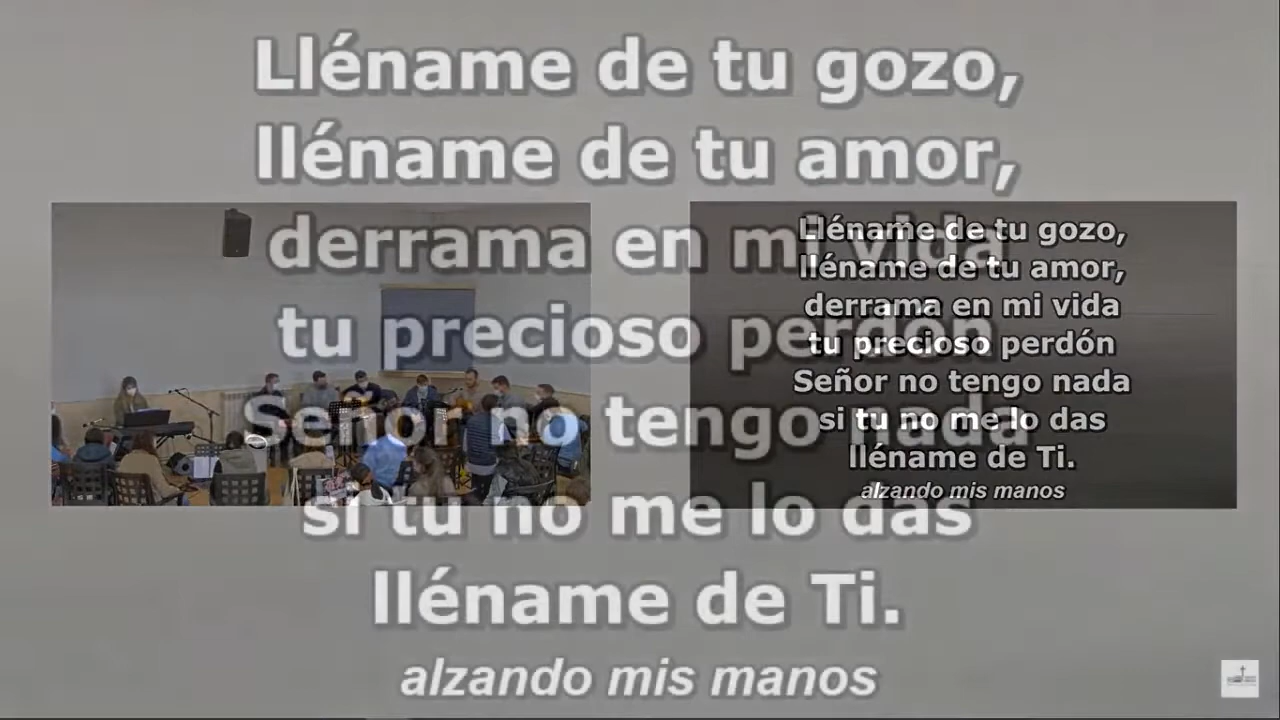 Lléname de tu gozo,
lléname de tu amor,
derrama en mi vida
tu precioso perdón
Señor no tengo nada
si tu no me lo das
lléname de Ti.
alzando mis manos
Lléname de tu gozo,
lléname de tu amor,
derrama en mi vida
tu precioso perdón
Señor no tengo nada
si tu no me lo das
lléname de Ti.
alzando mis manos